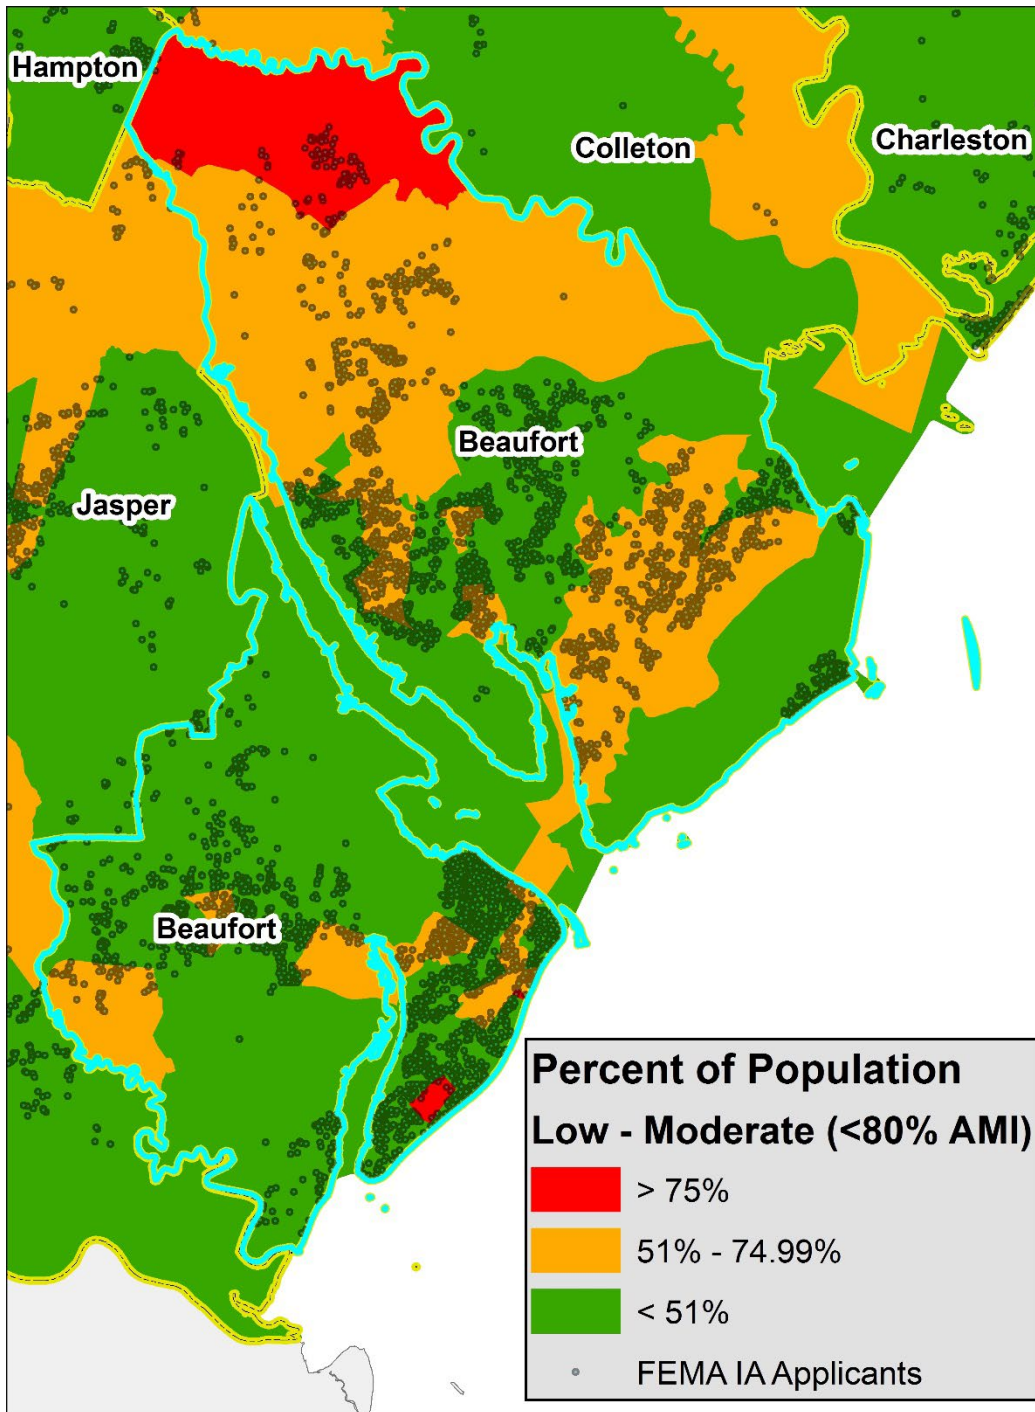 Hampton
Colleton
Charleston
Beaufort
Jasper
Beaufort
Percent of Population
Low - Moderate (<80% AMI)
> 75%
51% - 74.99%
< 51%
FEMA IA Applicants